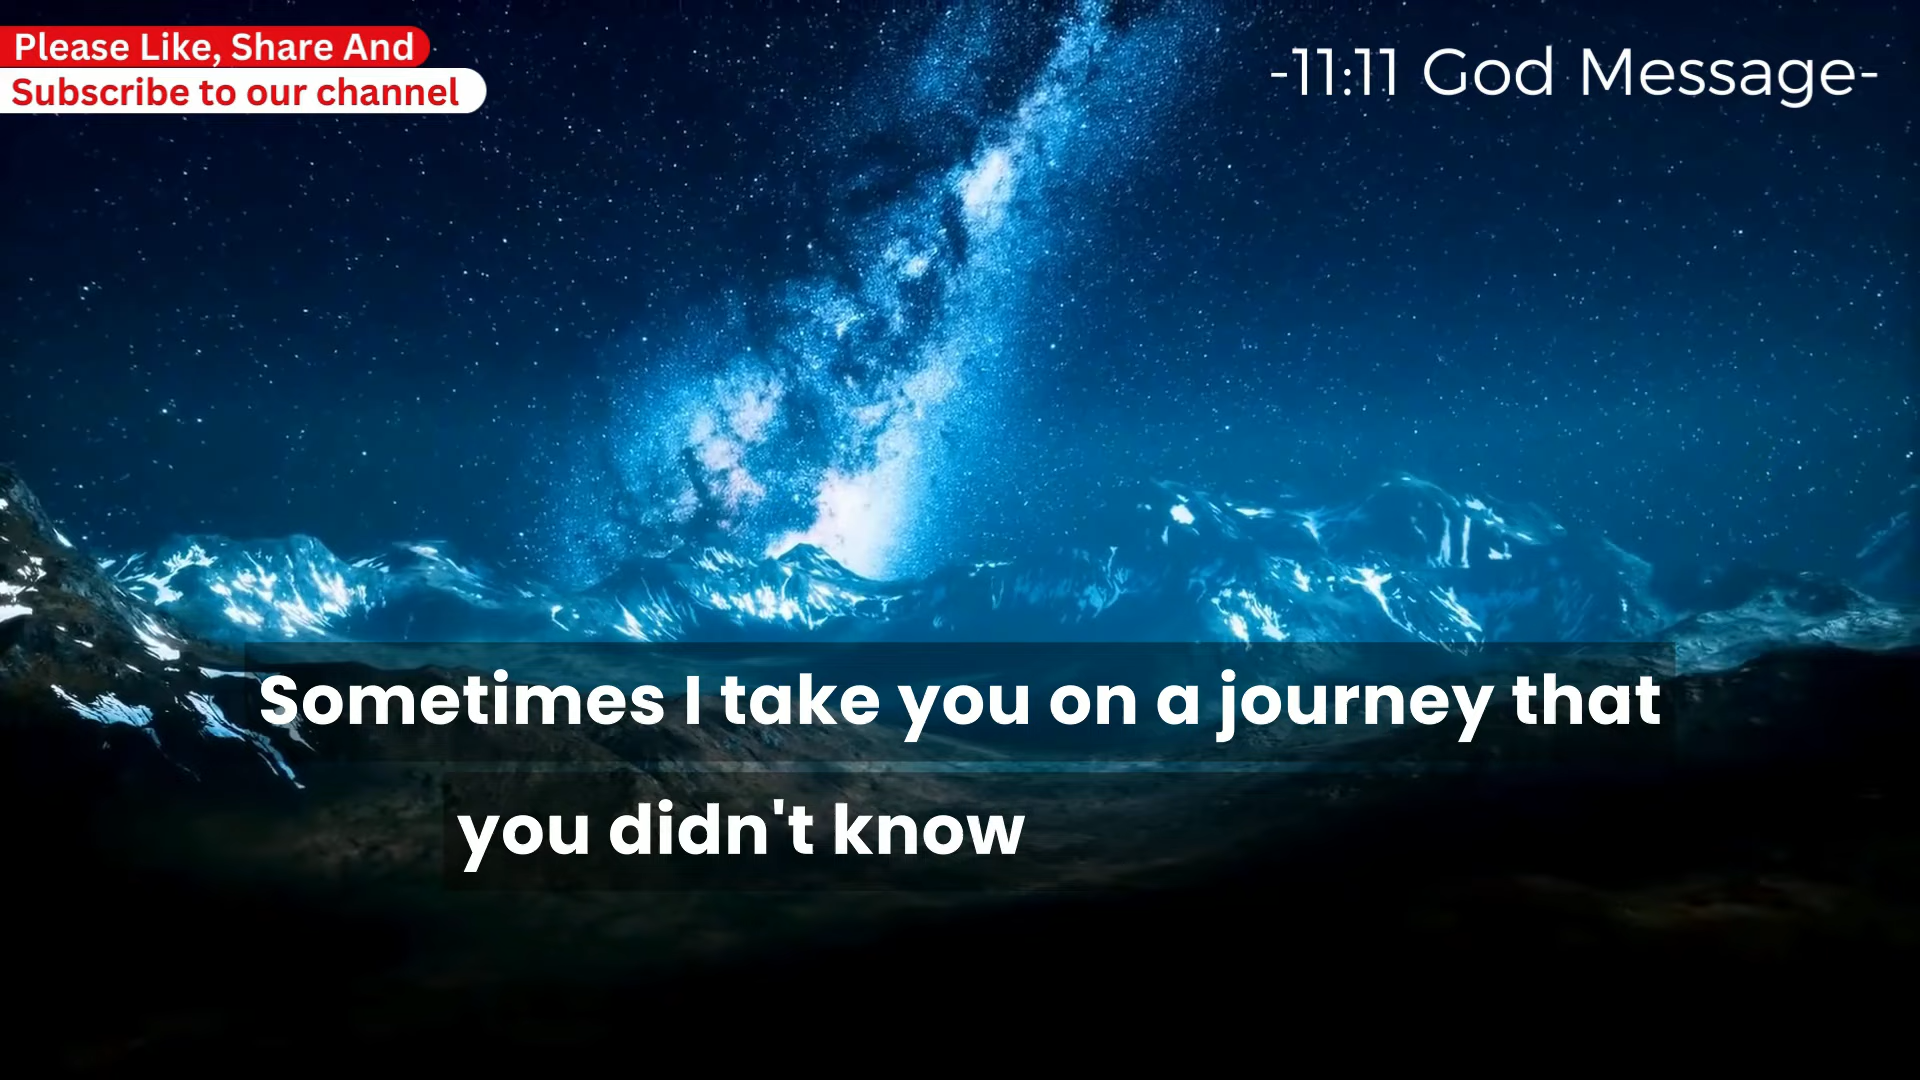 Please Like, Share And
Subscribe to our channel
-11:11 God Message-
Sometimes I take you on a journey that
you didn't know